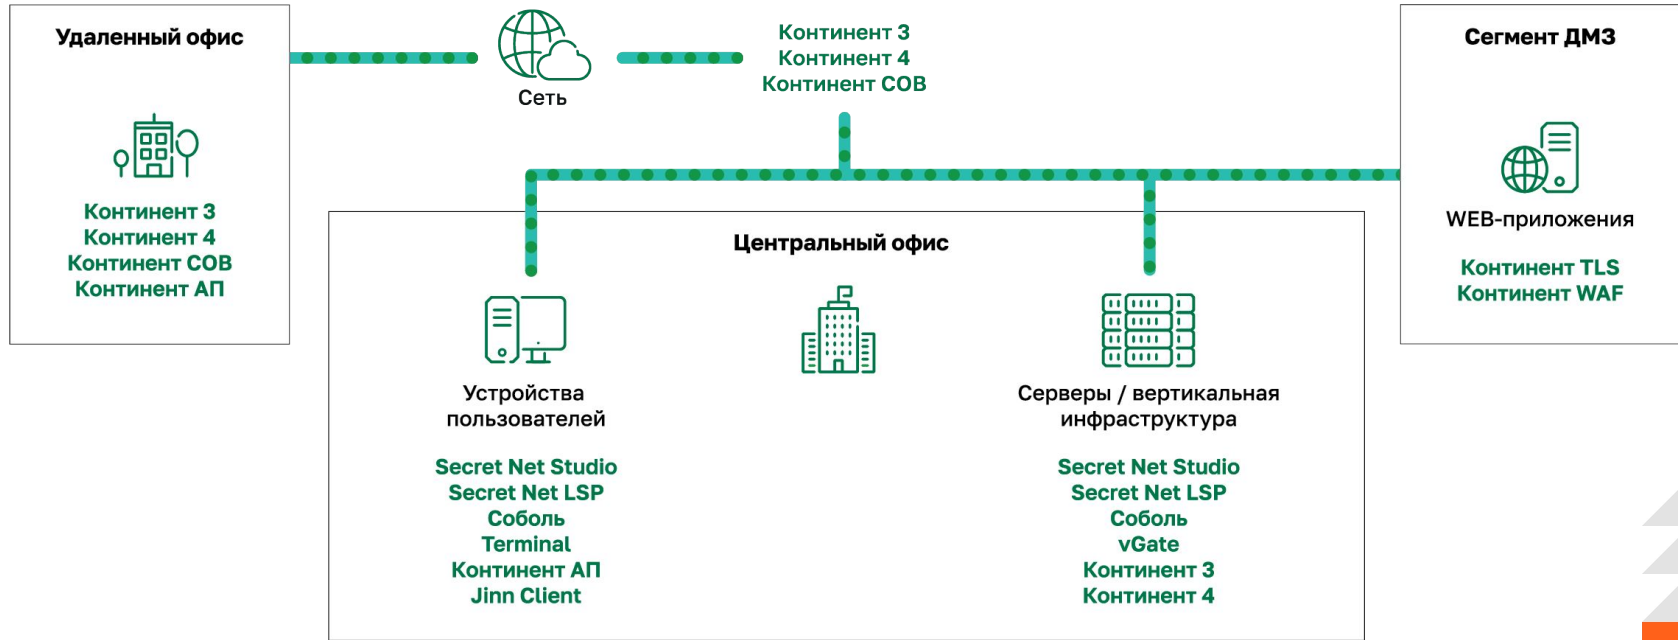 Удаленный офис
Континент 3
Континент 4
Континент СОВ
Континент АП
Сеть
Континент 3
Континент 4
Континент СОВ
Сегмент ДМЗ
WEB-приложения
Континент TLS
Континент WAF
Центральный офис
Устройства
пользователей
Secret Net Studio
Secret Net LSP
Соболь
Terminal
Континент АП
Jinn Client
Серверы / вертикальная
инфраструктура
Secret Net Studio
Secret Net LSP
Соболь
vGate
Континент 3
Континент 4